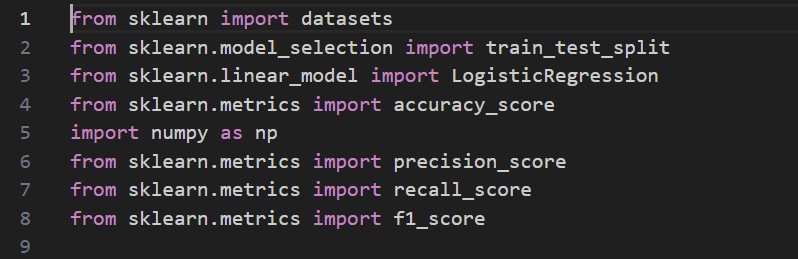 1 from sklearn import datasets
2 from sklearn.model_selection import train_test_split
3 from sklearn.linear_model import LogisticRegression
4 from sklearn.metrics import accuracy_score
5 import numpy as np
6 from sklearn.metrics import precision_score
7 from sklearn.metrics import recall_score
8 from sklearn.metrics import f1_score
9